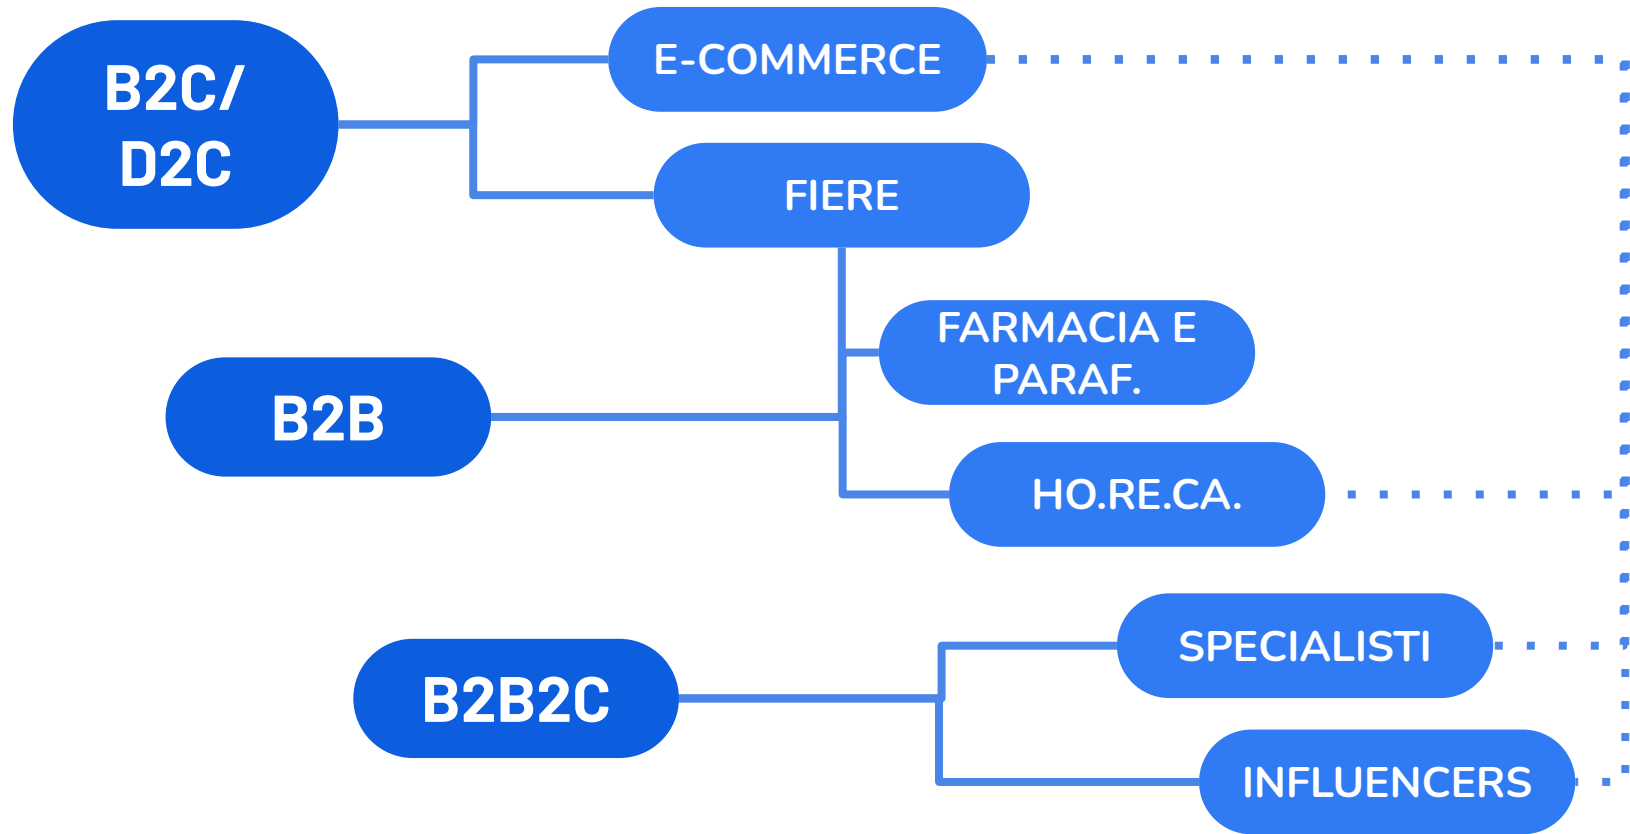 B2C/
D2C
E-COMMERCE
FIERE
B2B
FARMACIA E
PARAF.
HO.RE.CA.
B2B2C
SPECIALISTI
INFLUENCERS